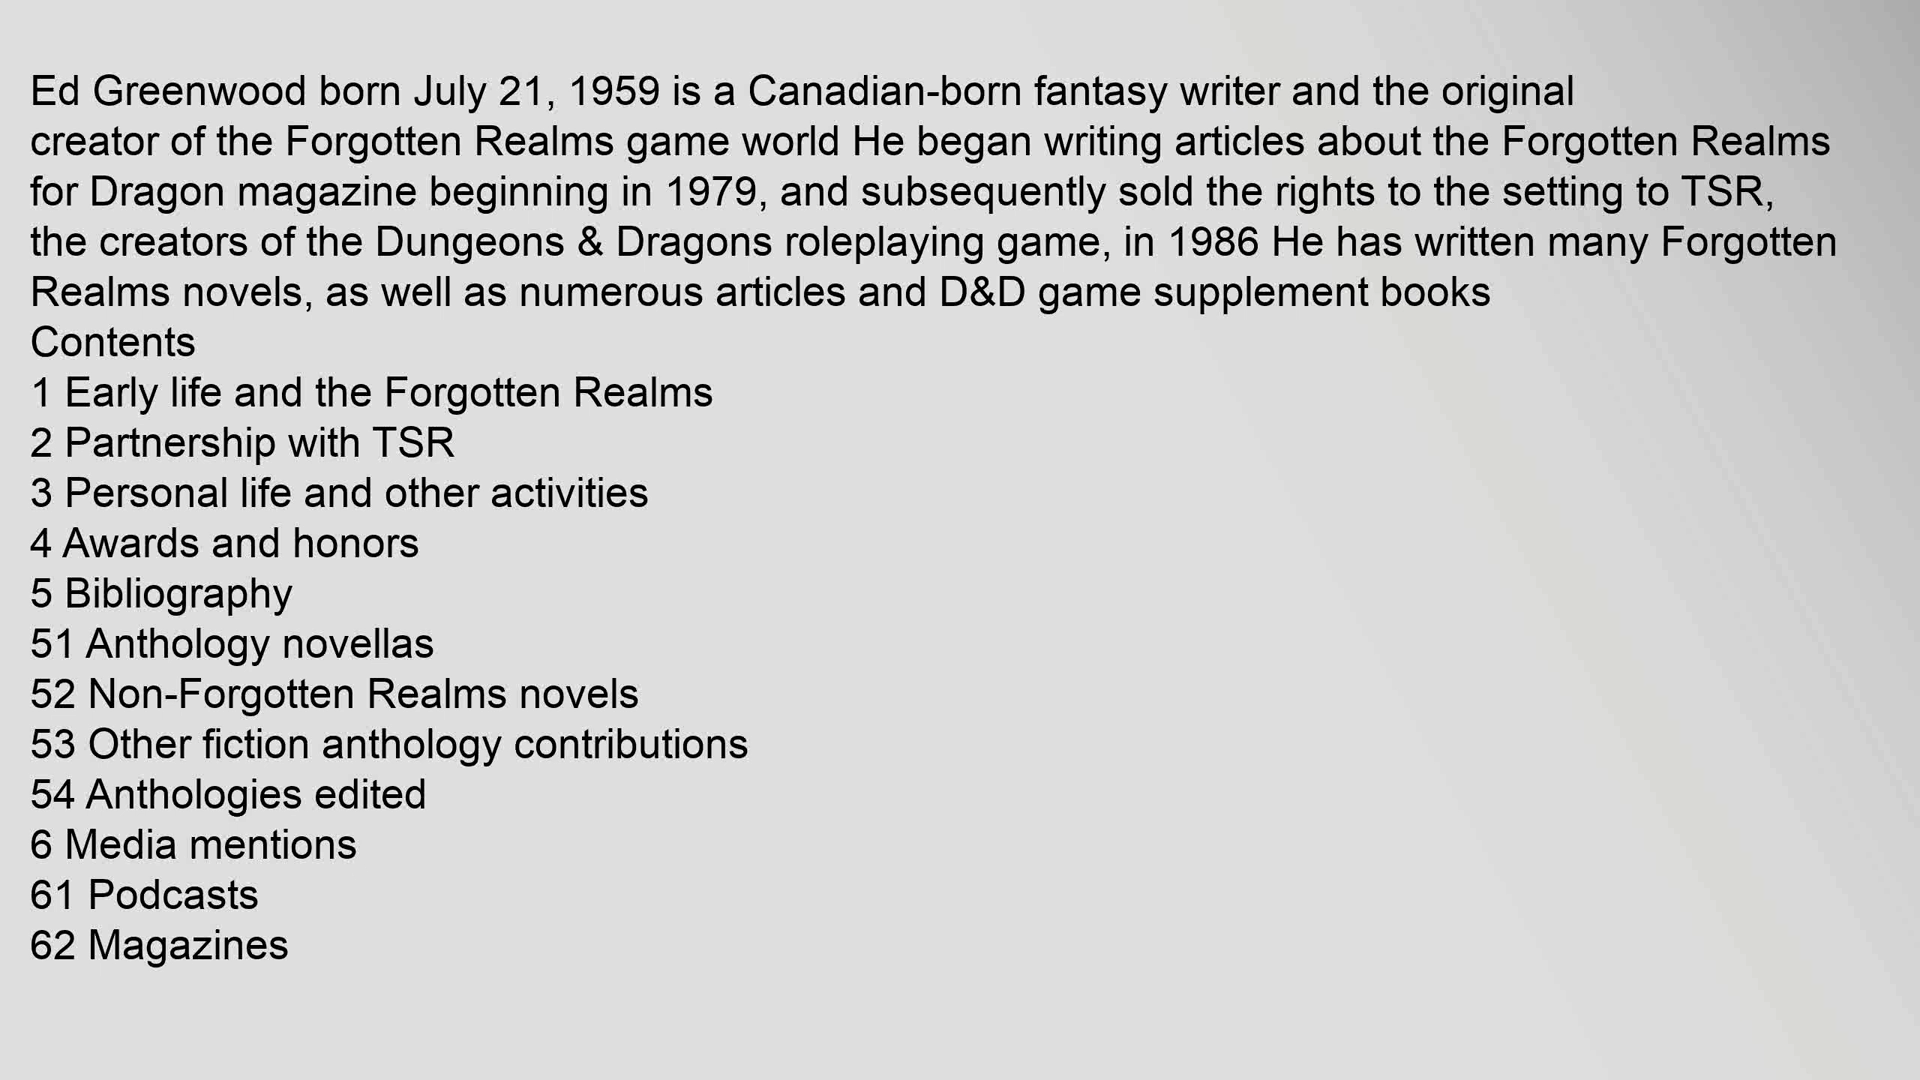 Ed Greenwood born July 21, 1959 is a Canadian-born fantasy writer and the original
creator of the Forgotten Realms game world He began writing articles about the Forgotten Realms
for Dragon magazine beginning in 1979, and subsequently sold the rights to the setting to TSR,
the creators of the Dungeons & Dragons roleplaying game, in 1986 He has written many Forgotten
Realms novels, as well as numerous articles and D&D game supplement books
Contents
1 Early life and the Forgotten Realms
2 Partnership with TSR
3 Personal life and other activities
4 Awards and honors
5 Bibliography
51 Anthology novellas
52 Non-Forgotten Realms novels
53 Other fiction anthology contributions
54 Anthologies edited
6 Media mentions
61 Podcasts
62 Magazines